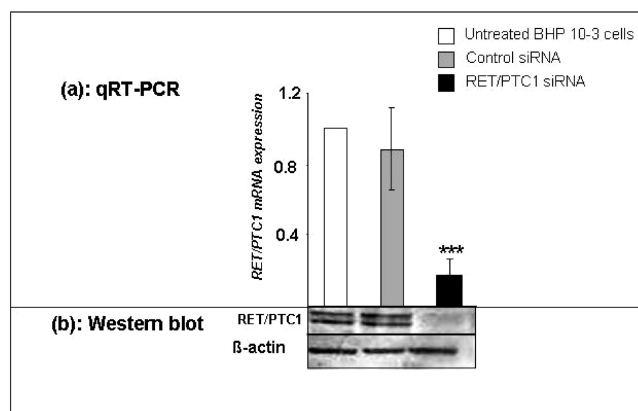 Untreated BHP 10-3 cells
Control siRNA
RET/PTC1 siRNA
(a): qRT-PCR
RET/PTC1 mRNA expression
1.2
0.8
0.4
***
(b): Western blot
RET/PTC1
ß-actin